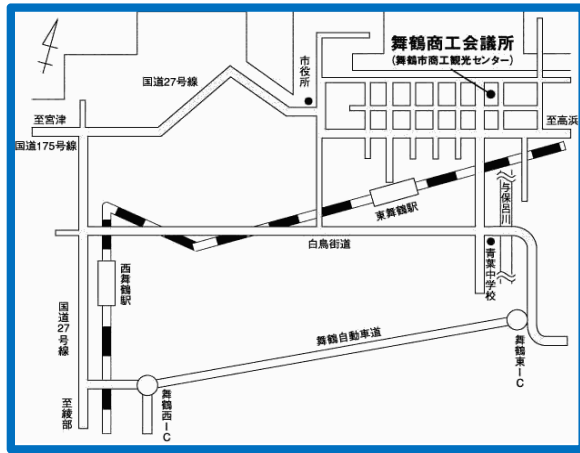 舞鶴商工会議所
(舞鶴市商工観光センター)
市役所
国道27号線
至宮津
国道175号線
至高浜
与保呂川
東舞鶴駅
白鳥街道
青葉中学校
西舞鶴駅
国道27号線
舞鶴自動車道
舞鶴東IC
至綾部
舞鶴西IC